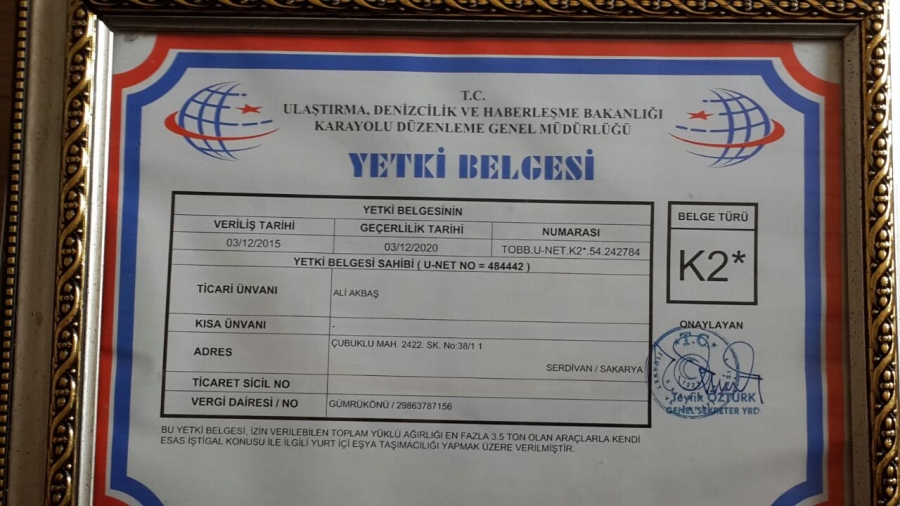 T.C.
ULAŞTIRMA, DENİZCİLİK VE HABERLEŞME BAKANLIĞI
KARAYOLU DÜZENLEME GENEL MÜDÜRLÜĞÜ
YETKİ BELGESİ
YETKİ BELGESİNİN
VERİLİŞ TARİHİ GEÇERLİLİK TARİHİ NUMARASI
03/12/2015 03/12/2020 TOBB.U-NET.K2*.54.242784
YETKİ BELGESİ SAHİBİ ( U-NET NO = 484442 )
TİCARİ ÜNVANI ALİ AKBAŞ
KISA ÜNVANI -
ADRES ÇUBUKLU MAH. 2422. SK. No:38/1 1
SERDİVAN / SAKARYA
TİCARET SİCİL NO
VERGİ DAİRESİ / NO GÜMRÜKÖNÜ / 29863787156
BELGE TÜRÜ
K2*
ONAYLAYAN
T.C.
Tevfik ÖZTÜRK
GENEL SEKRETER YRD.
BU YETKİ BELGESİ, İZİN VERİLEBİLEN TOPLAM YÜKLÜ AĞIRLIĞI EN FAZLA 3.5 TON OLAN ARAÇLARLA KENDİ
ESAS İŞTİGAL KONUSU İLE İLGİLİ YURT İÇİ EŞYA TAŞIMACILIĞI YAPMAK ÜZERE VERİLMİŞTİR.